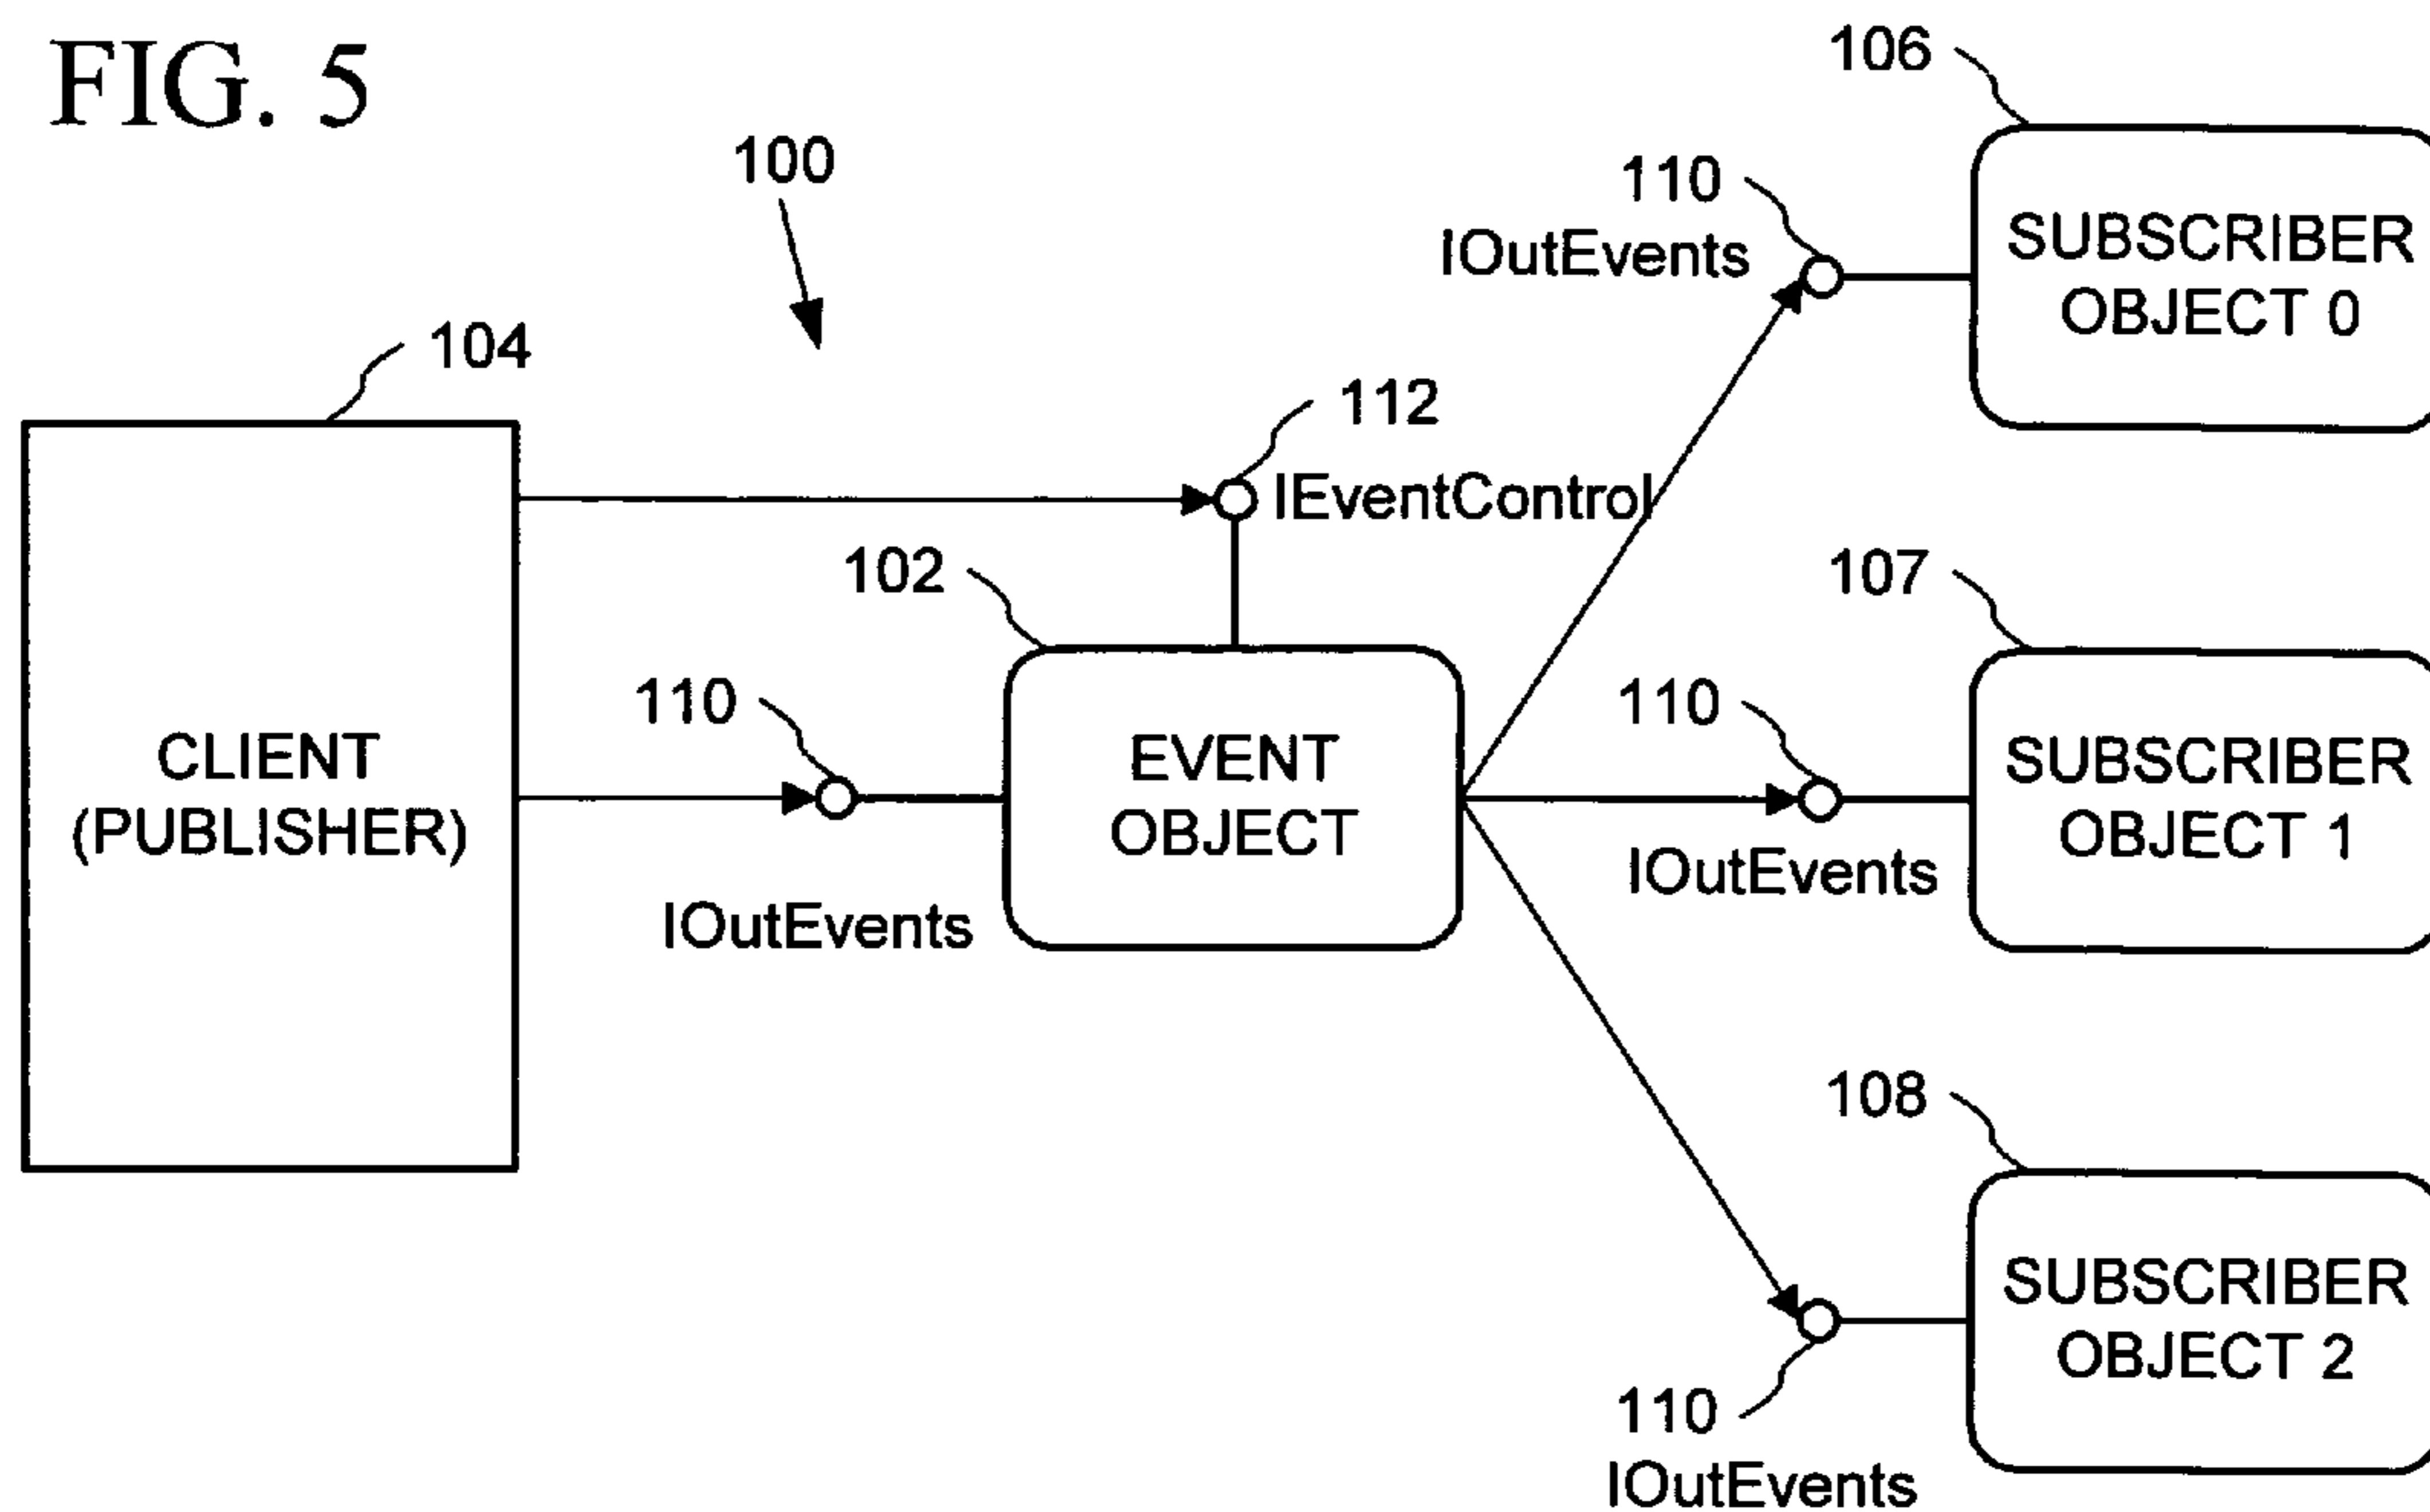 FIG. 5
100
104
CLIENT
(PUBLISHER)
112
IEventControl
102
EVENT
OBJECT
110
IOutEvents
106
110
IOutEvents
SUBSCRIBER
OBJECT 0
107
110
IOutEvents
SUBSCRIBER
OBJECT 1
108
SUBSCRIBER
OBJECT 2
110
IOutEvents